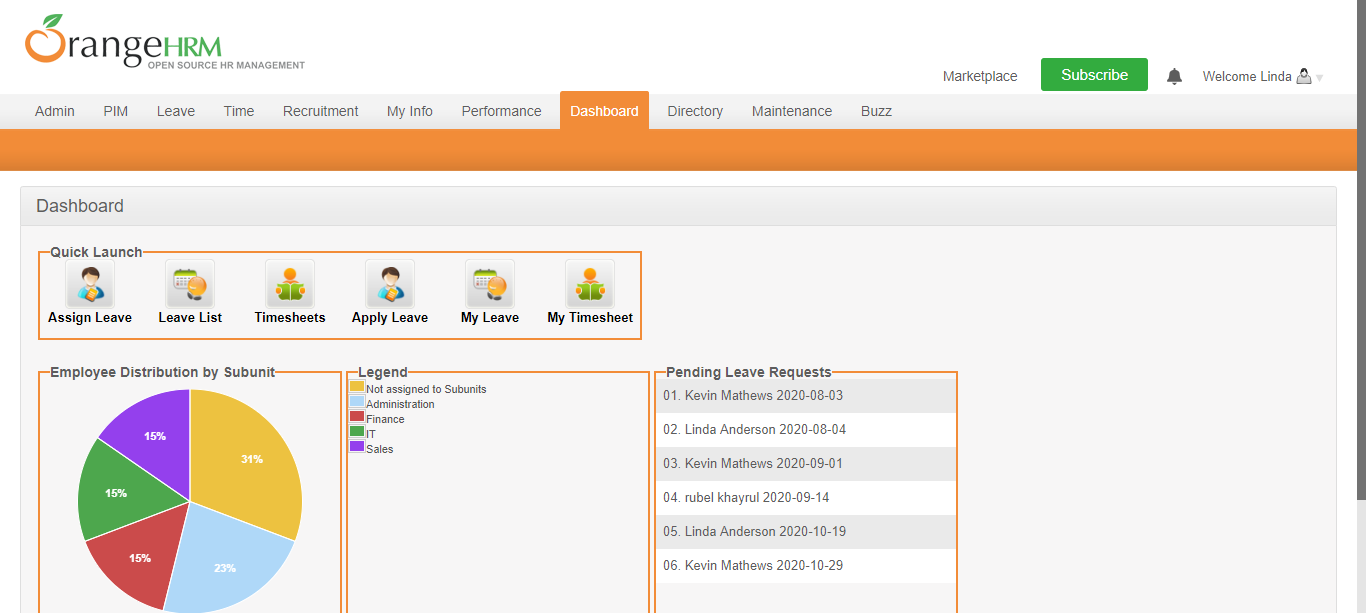 OrangeHRM
OPEN SOURCE HR MANAGEMENT
Marketplace Subscribe Welcome Linda
Admin PIM Leave Time Recruitment My Info Performance Dashboard Directory Maintenance Buzz
Dashboard
Quick Launch
Assign Leave Leave List Timesheets Apply Leave My Leave My Timesheet
Employee Distribution by Subunit
31%
23%
15%
15%
15%
Legend
Not assigned to Subunits
Administration
Finance
IT
Sales
Pending Leave Requests
01. Kevin Mathews 2020-08-03
02. Linda Anderson 2020-08-04
03. Kevin Mathews 2020-09-01
04. rubel khayrul 2020-09-14
05. Linda Anderson 2020-10-19
06. Kevin Mathews 2020-10-29